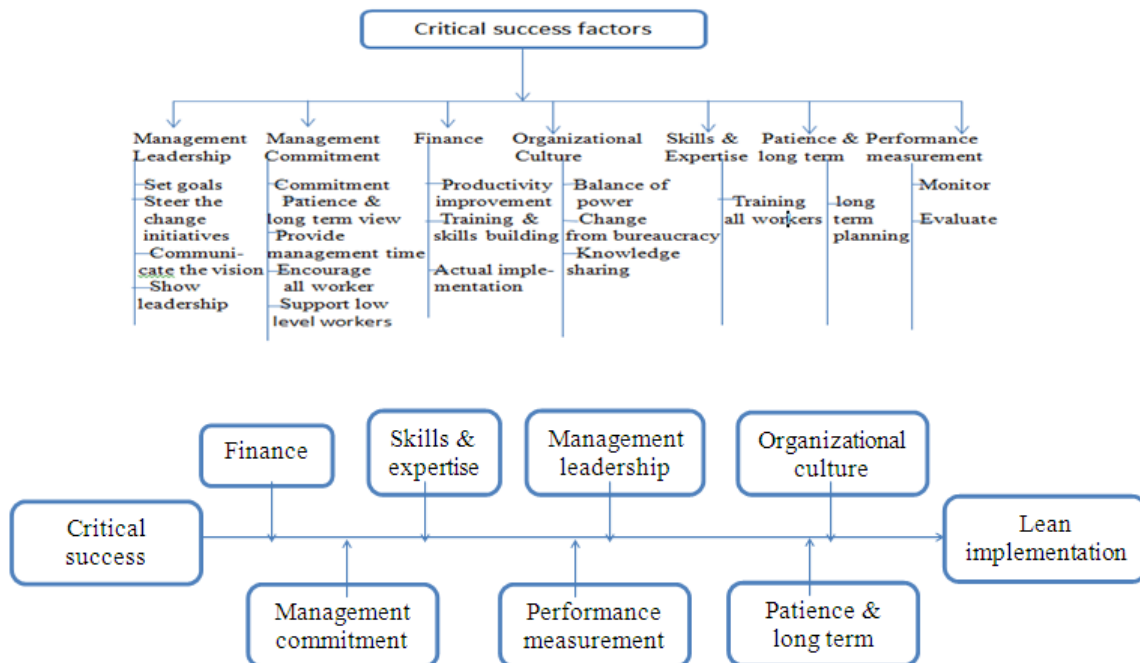 Critical success factors
Management
Leadership
Set goals
Steer the
change
initiatives
Communi-
cate the vision
Show
leadership
Management
Commitment
Commitment
Patience &
long term view
Provide
management time
Encourage
all worker
Support low
level workers
Finance
Productivity
improvement
Training &
skills building
Actual imple-
mentation
Organizational
Culture
Balance of
power
Change
from bureaucracy
Knowledge
sharing
Skills &
Expertise
Training
all workers
Patience &
long term
long
term
planning
Performance
measurement
Monitor
Evaluate
Finance
Skills &
expertise
Management
leadership
Organizational
culture
Critical
success
Lean
implementation
Management
commitment
Performance
measurement
Patience &
long term